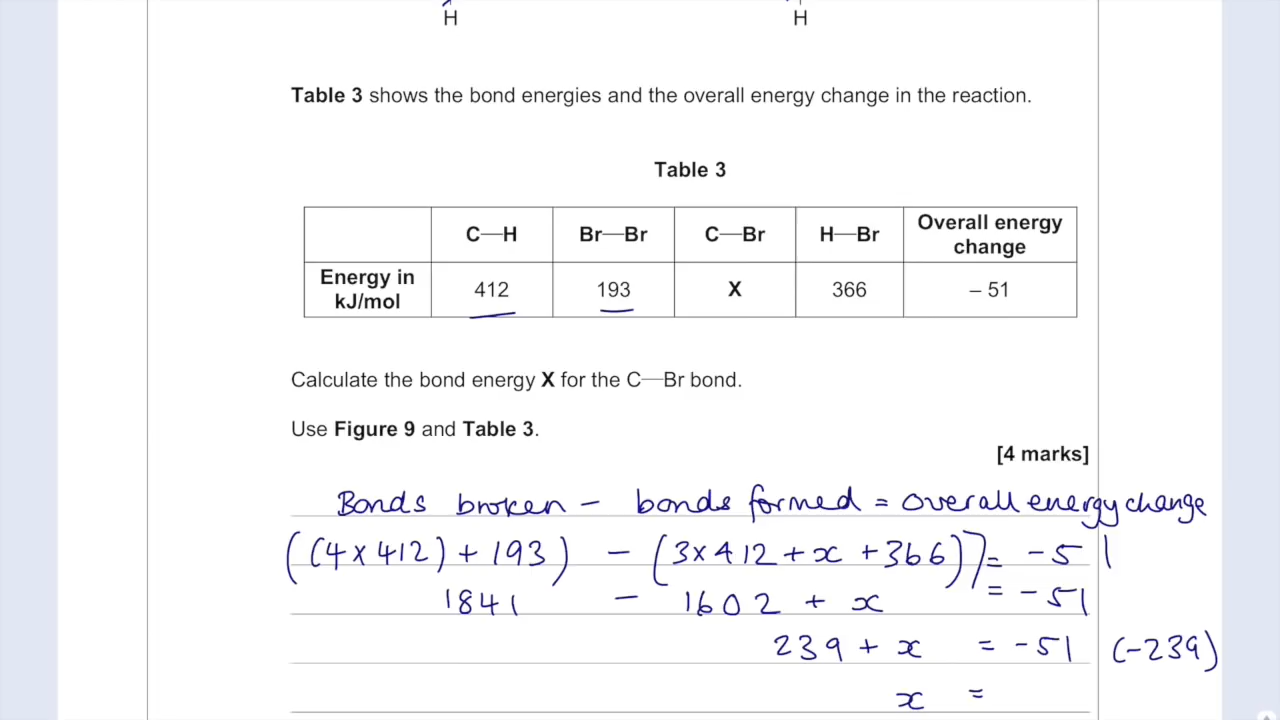 H H
Table 3 shows the bond energies and the overall energy change in the reaction.
Table 3
C—H Br—Br C—Br H—Br Overall energy change
Energy in kJ/mol 412 193 X 366 – 51
Calculate the bond energy X for the C—Br bond.
Use Figure 9 and Table 3.
[4 marks]
Bonds broken – bonds formed = overall energy change
((4 x 412) + 193) – (3 x 412 + x + 366)) = -51
1841 – 1602 + x = -51
239 + x = -51 (-239)
x =